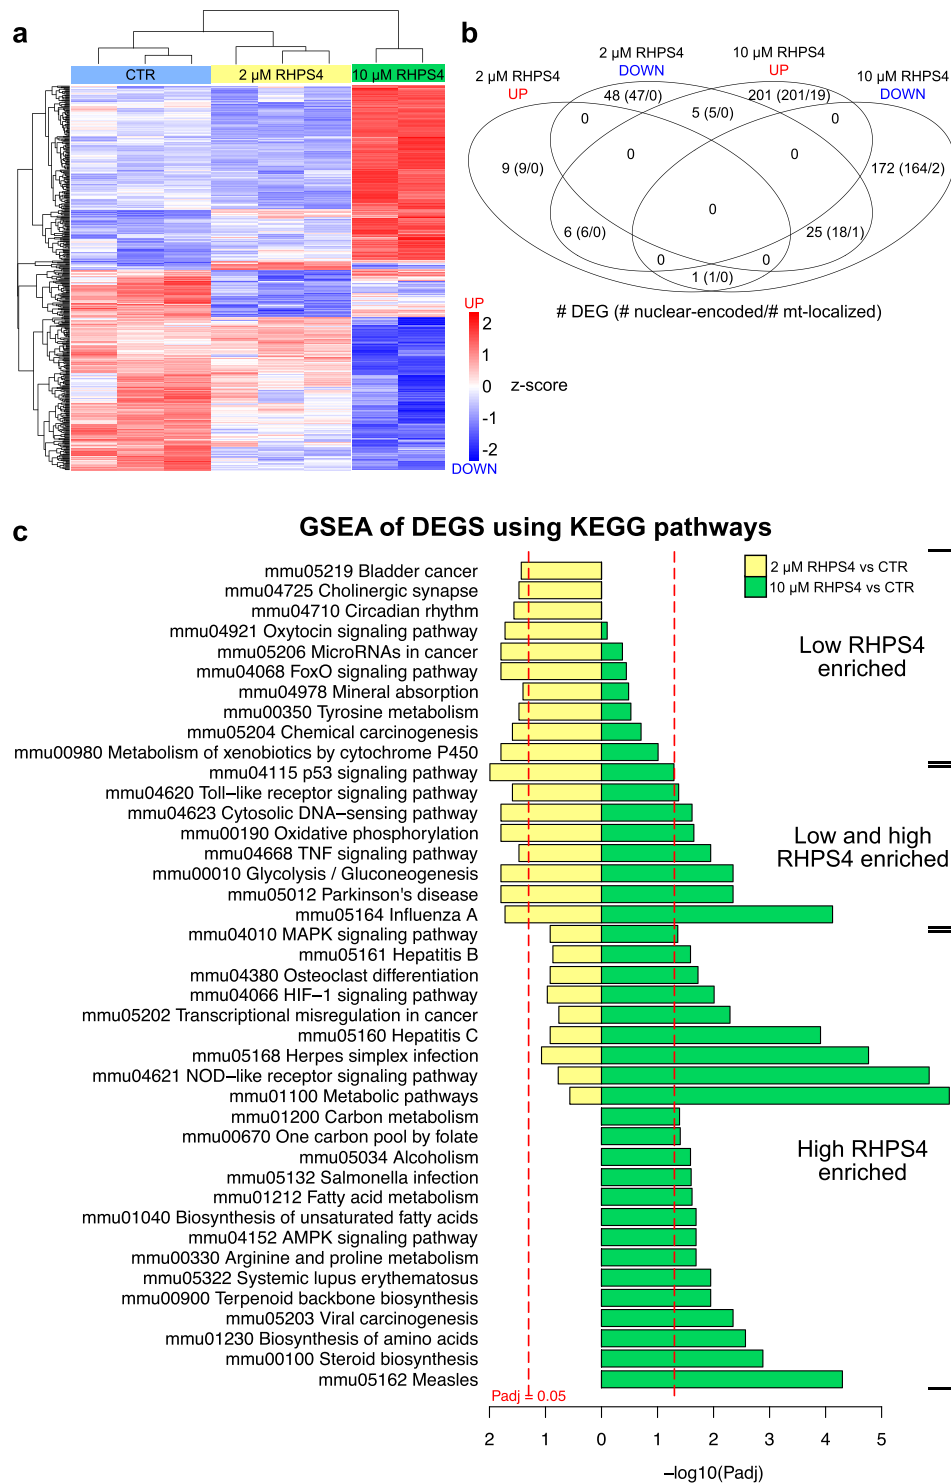 a
CTR
2 μM RHPS4
10 μM RHPS4
UP
2
1
0
-1
-2
DOWN
z-score
b
2 μM RHPS4
UP
2 μM RHPS4
DOWN
10 μM RHPS4
UP
10 μM RHPS4
DOWN
48 (47/0)
201 (201/19)
5 (5/0)
0
0
0
0
9 (9/0)
172 (164/2)
0
6 (6/0)
25 (18/1)
0
0
1 (1/0)
# DEG (# nuclear-encoded/# mt-localized)
c
GSEA of DEGS using KEGG pathways
2 μM RHPS4 vs CTR
10 μM RHPS4 vs CTR
mmu05219 Bladder cancer
mmu04725 Cholinergic synapse
mmu04710 Circadian rhythm
mmu04921 Oxytocin signaling pathway
mmu05206 MicroRNAs in cancer
mmu04068 FoxO signaling pathway
mmu04978 Mineral absorption
mmu00350 Tyrosine metabolism
mmu05204 Chemical carcinogenesis
mmu00980 Metabolism of xenobiotics by cytochrome P450
mmu04115 p53 signaling pathway
mmu04620 Toll−like receptor signaling pathway
mmu04623 Cytosolic DNA−sensing pathway
mmu00190 Oxidative phosphorylation
mmu04668 TNF signaling pathway
mmu00010 Glycolysis / Gluconeogenesis
mmu05012 Parkinson's disease
mmu05164 Influenza A
mmu04010 MAPK signaling pathway
mmu05161 Hepatitis B
mmu04380 Osteoclast differentiation
mmu04066 HIF−1 signaling pathway
mmu05202 Transcriptional misregulation in cancer
mmu05160 Hepatitis C
mmu05168 Herpes simplex infection
mmu04621 NOD−like receptor signaling pathway
mmu01100 Metabolic pathways
mmu01200 Carbon metabolism
mmu00670 One carbon pool by folate
mmu05034 Alcoholism
mmu05132 Salmonella infection
mmu01212 Fatty acid metabolism
mmu01040 Biosynthesis of unsaturated fatty acids
mmu04152 AMPK signaling pathway
mmu00330 Arginine and proline metabolism
mmu05322 Systemic lupus erythematosus
mmu00900 Terpenoid backbone biosynthesis
mmu05203 Viral carcinogenesis
mmu01230 Biosynthesis of amino acids
mmu00100 Steroid biosynthesis
mmu05162 Measles
Low RHPS4
enriched
Low and high
RHPS4 enriched
High RHPS4
enriched
Padj = 0.05
2 1 0 1 2 3 4 5
−log10(Padj)